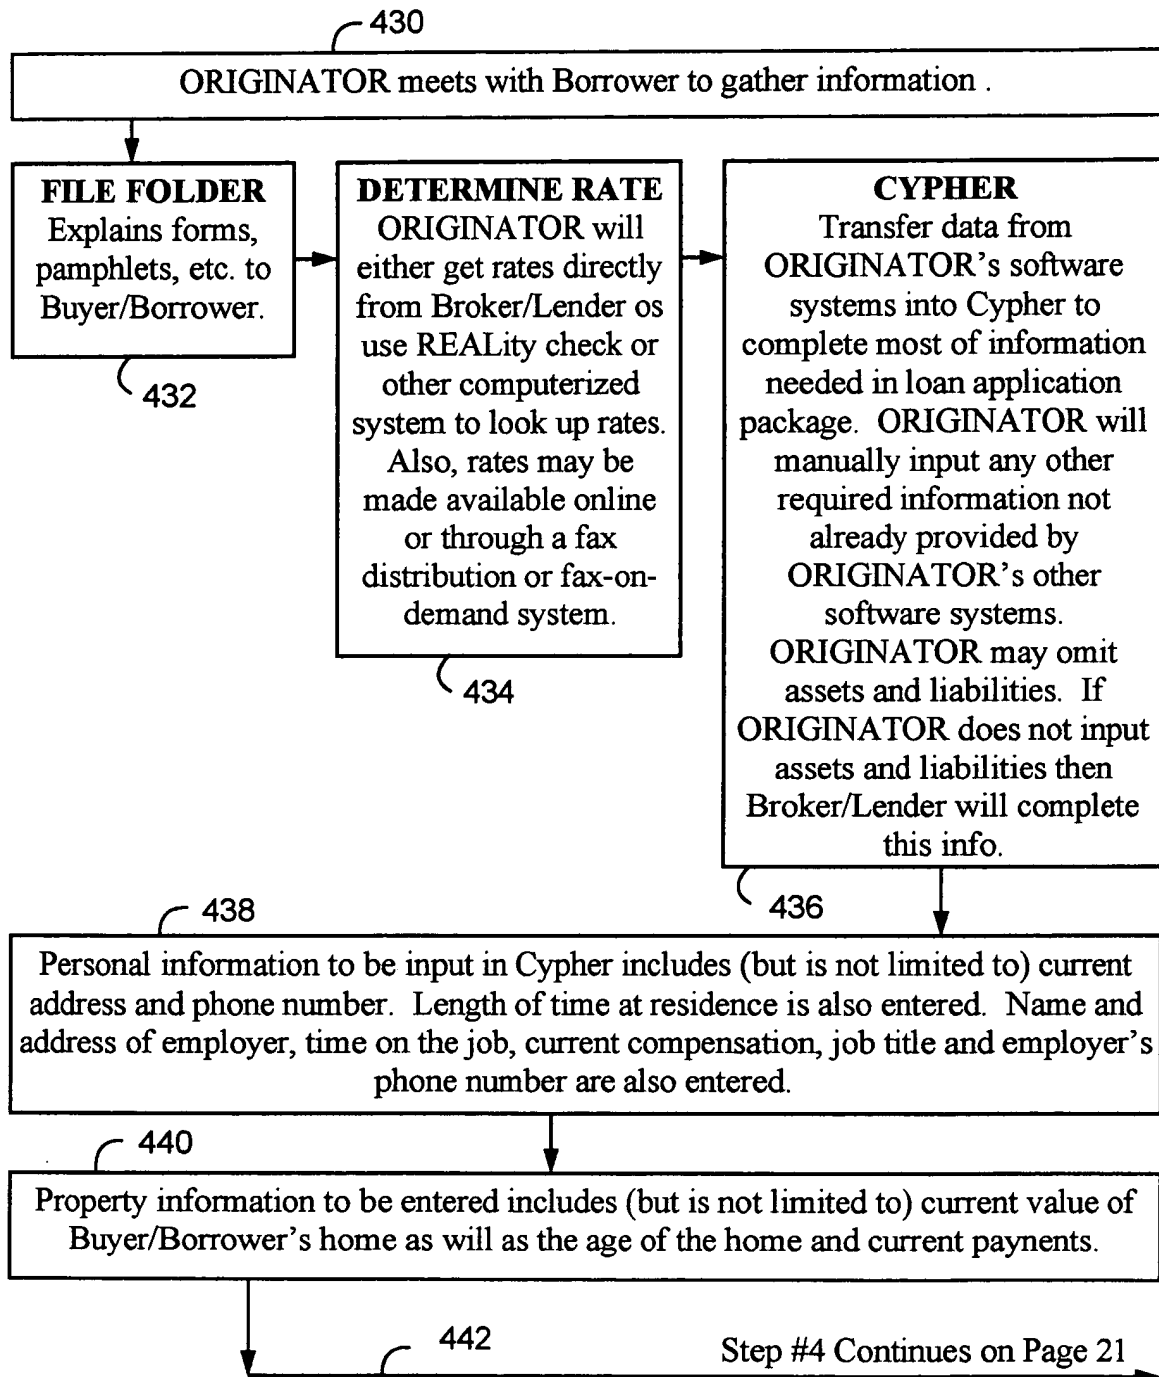 430
ORIGINATOR meets with Borrower to gather information .
FILE FOLDER
Explains forms,
pamphlets, etc. to
Buyer/Borrower.
432
DETERMINE RATE
ORIGINATOR will
either get rates directly
from Broker/Lender os
use REALity check or
other computerized
system to look up rates.
Also, rates may be
made available online
or through a fax
distribution or fax-on-
demand system.
434
CYPHER
Transfer data from
ORIGINATOR's software
systems into Cypher to
complete most of information
needed in loan application
package. ORIGINATOR will
manually input any other
required information not
already provided by
ORIGINATOR's other
software systems.
ORIGINATOR may omit
assets and liabilities. If
ORIGINATOR does not input
assets and liabilities then
Broker/Lender will complete
this info.
436
438
Personal information to be input in Cypher includes (but is not limited to) current
address and phone number. Length of time at residence is also entered. Name and
address of employer, time on the job, current compensation, job title and employer's
phone number are also entered.
440
Property information to be entered includes (but is not limited to) current value of
Buyer/Borrower's home as will as the age of the home and current paynents.
442
Step #4 Continues on Page 21